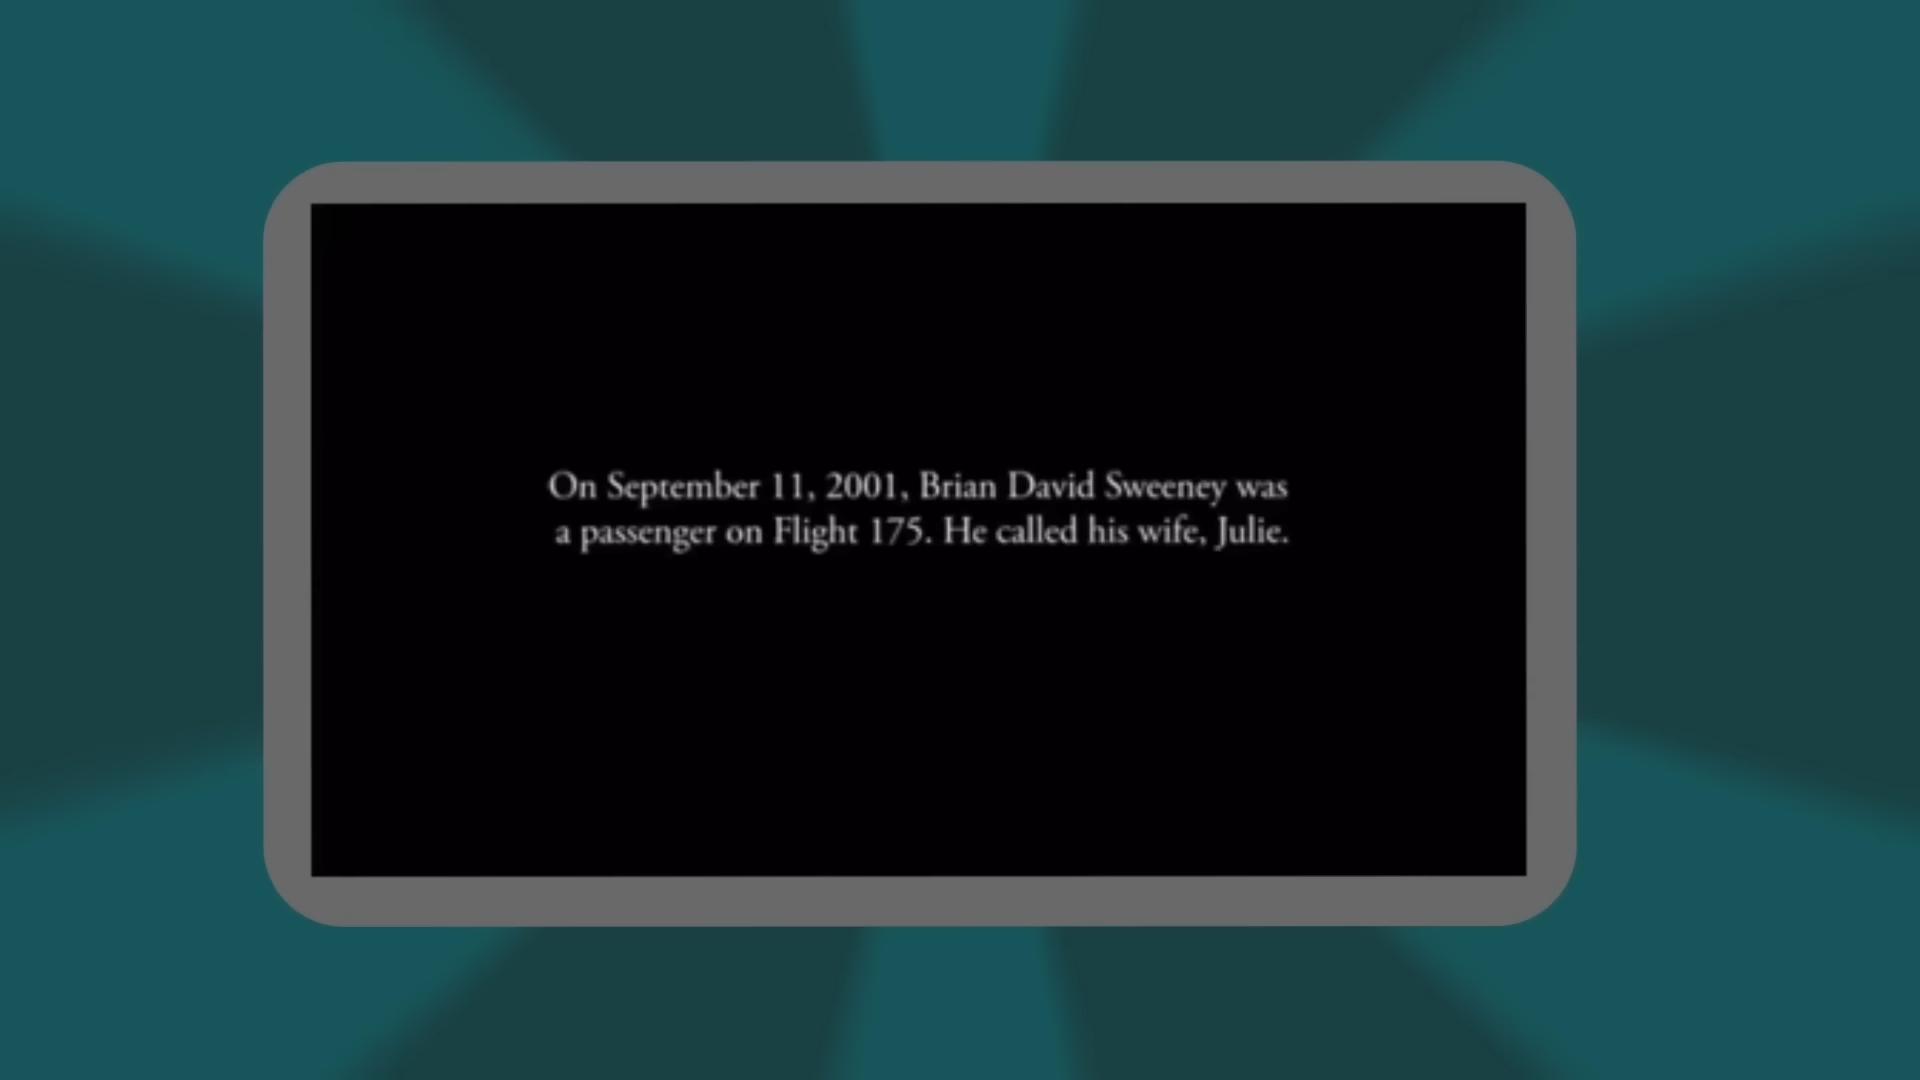 On September 11, 2001, Brian David Sweeney was
a passenger on Flight 175. He called his wife, Julie.